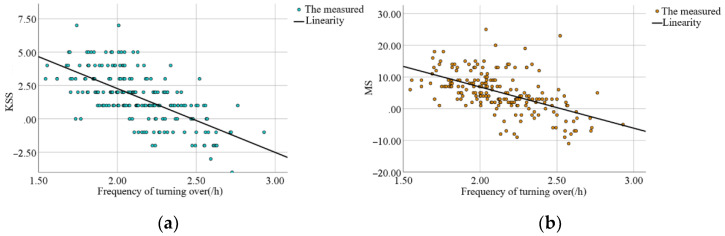 The measured
Linearity
7.50
5.00
2.50
.00
−2.50
KSS
1.50
2.00
2.50
3.00
Frequency of turning over(/h)
(a)
The measured
Linearity
30.00
20.00
10.00
.00
−10.00
−20.00
MS
1.50
2.00
2.50
3.00
Frequency of turning over(/h)
(b)